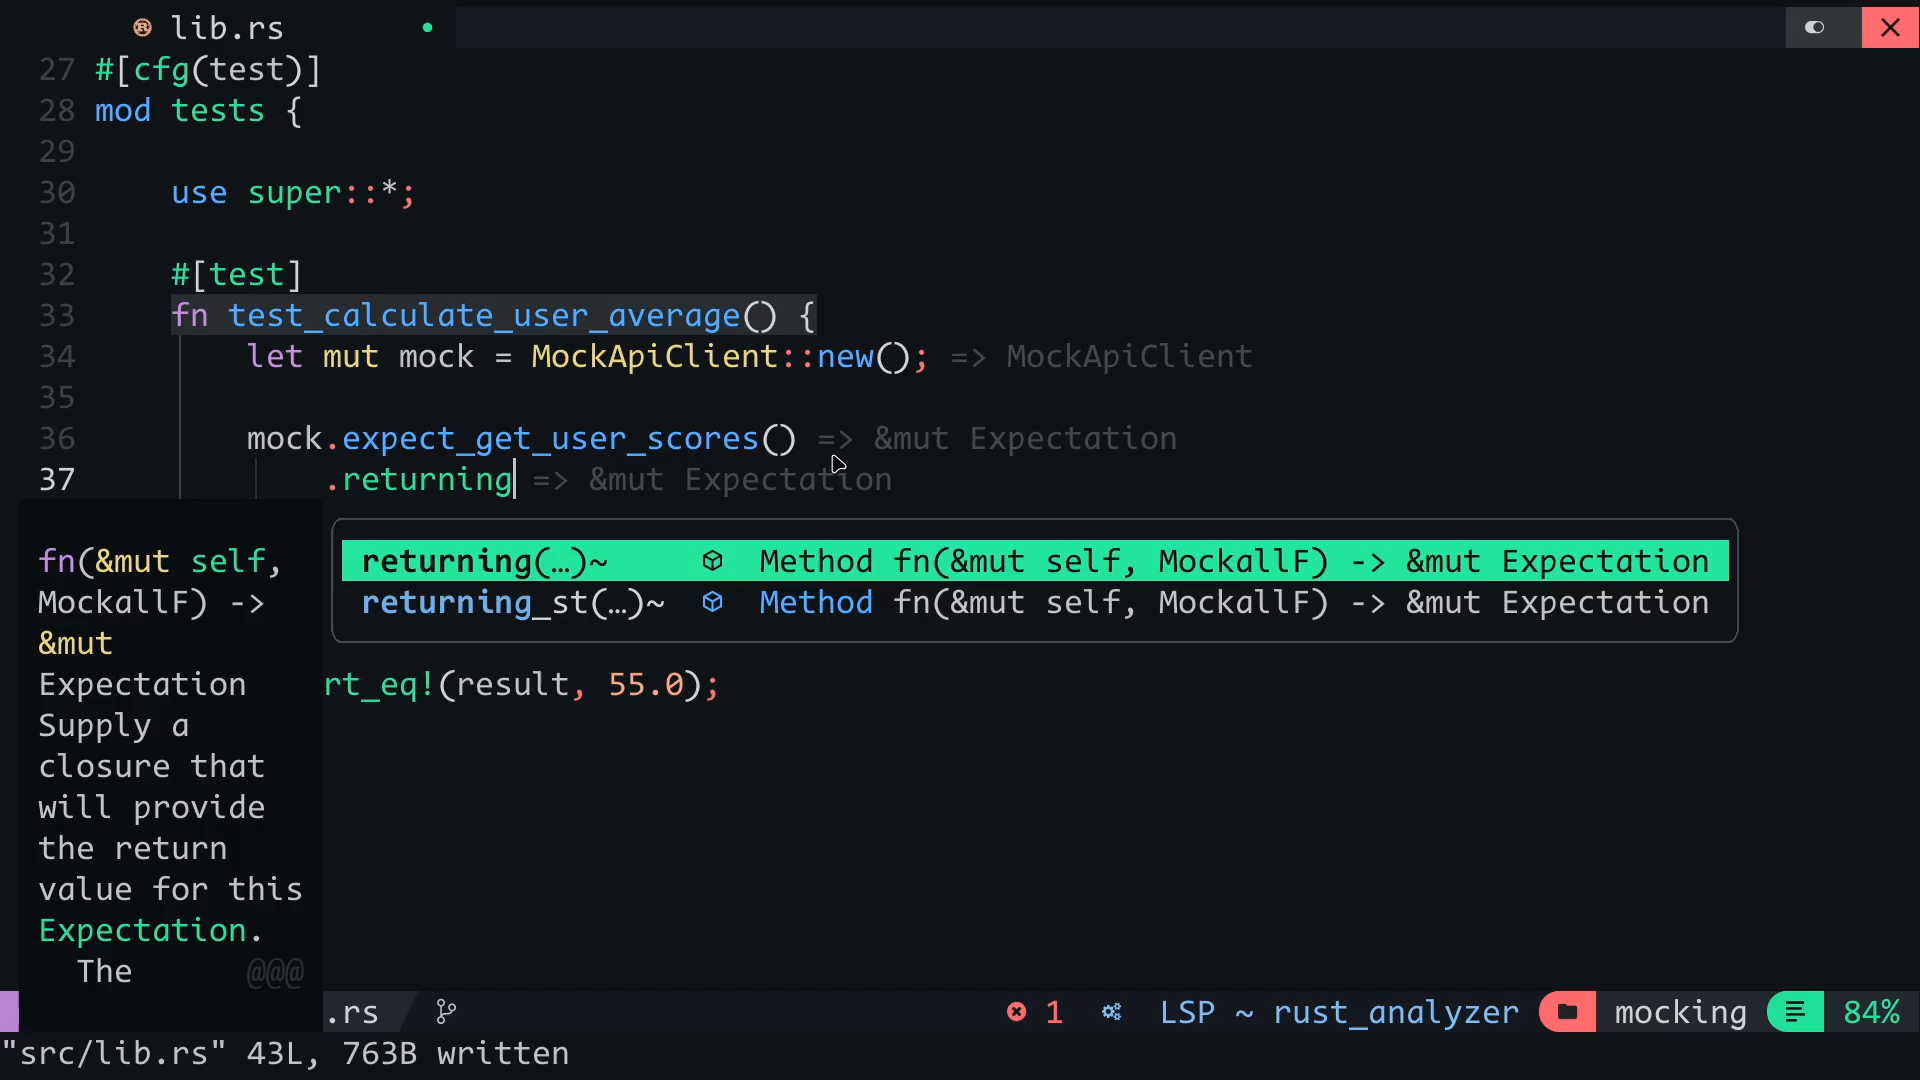 lib.rs
27 #[cfg(test)]
28 mod tests {
29
30 use super::*;
31
32 #[test]
33 fn test_calculate_user_average() {
34 let mut mock = MockApiClient::new(); => MockApiClient
35
36 mock.expect_get_user_scores() => &mut Expectation
37 .returning => &mut Expectation
fn(&mut self,
MockallF) ->
&mut
Expectation
Supply a
closure that
will provide
the return
value for this
Expectation.
The @@@
returning(…)~ Method fn(&mut self, MockallF) -> &mut Expectation
returning_st(…)~ Method fn(&mut self, MockallF) -> &mut Expectation
rt_eq!(result, 55.0);
.rs 1 LSP ~ rust_analyzer mocking 84%
"src/lib.rs" 43L, 763B written